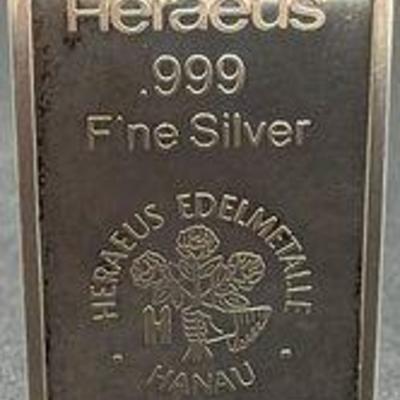 Heraeus
.999
Fine Silver
HERAEUS EDELMETALLE
H
HANAU